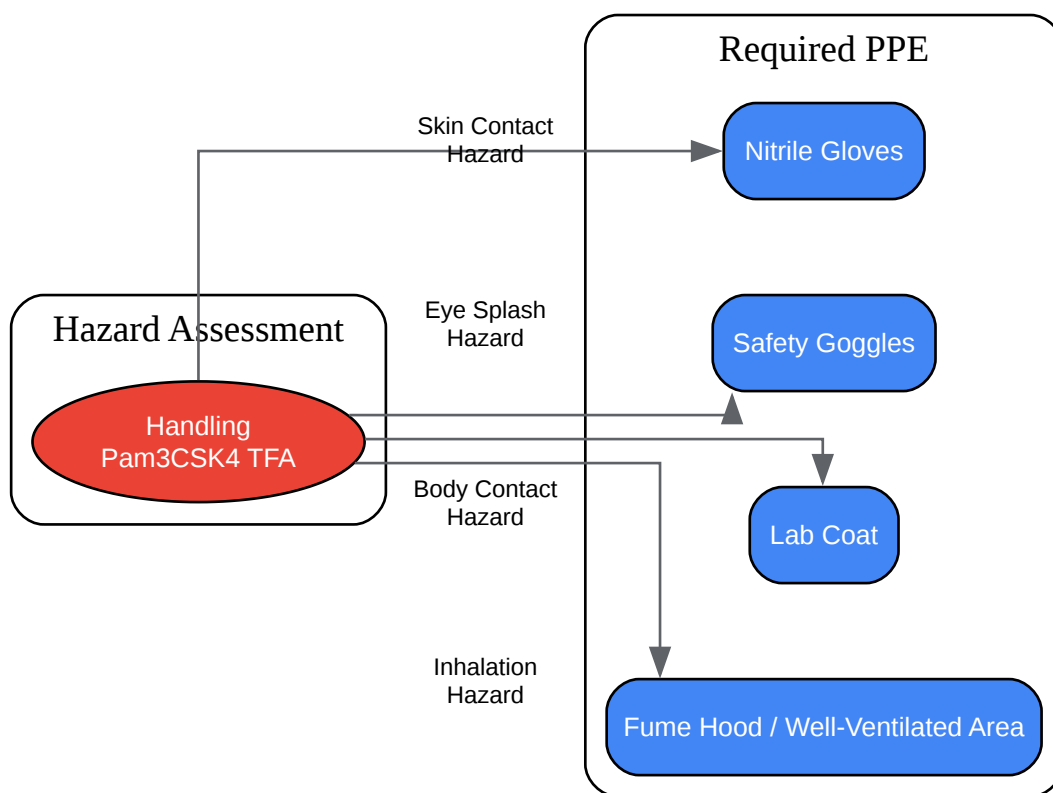 Required PPE
Skin Contact
Hazard
Nitrile Gloves
Hazard Assessment
Eye Splash
Hazard
Safety Goggles
Handling
Pam3CSK4 TFA
Body Contact
Hazard
Lab Coat
Inhalation
Hazard
Fume Hood / Well-Ventilated Area